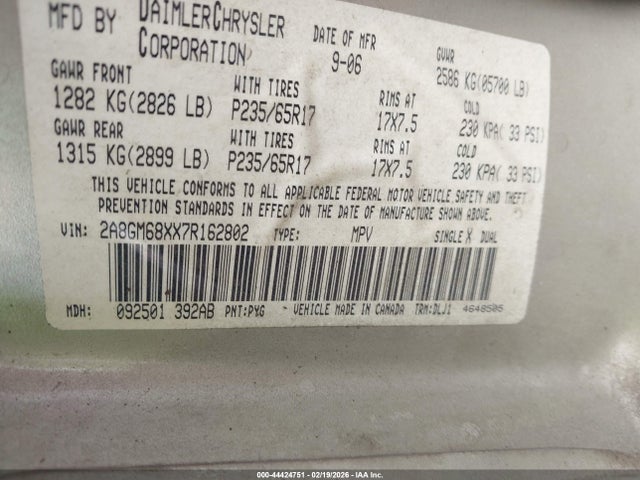 MFD BY DAIMLERCHRYSLER CORPORATION DATE OF MFR 9-06 GVWR 2586 KG(05700 LB)
GAWR FRONT WITH TIRES RIMS AT COLD
1282 KG(2826 LB) P235/65R17 17X7.5 230 KPA( 33 PSI)
GAWR REAR WITH TIRES RIMS AT COLD
1315 KG(2899 LB) P235/65R17 17X7.5 230 KPA( 33 PSI)
THIS VEHICLE CONFORMS TO ALL APPLICABLE FEDERAL MOTOR VEHICLE SAFETY AND THEFT
PREVENTION STANDARDS IN EFFECT ON THE DATE OF MANUFACTURE SHOWN ABOVE.
VIN: 2A8GM68XX7R162802 TYPE: MPV SINGLE X DUAL
MDH: 092501 392AB PNT:PYG VEHICLE MADE IN CANADA TRM:DLJ1 4648505
000-44424751 - 02/19/2026 - IAA Inc.